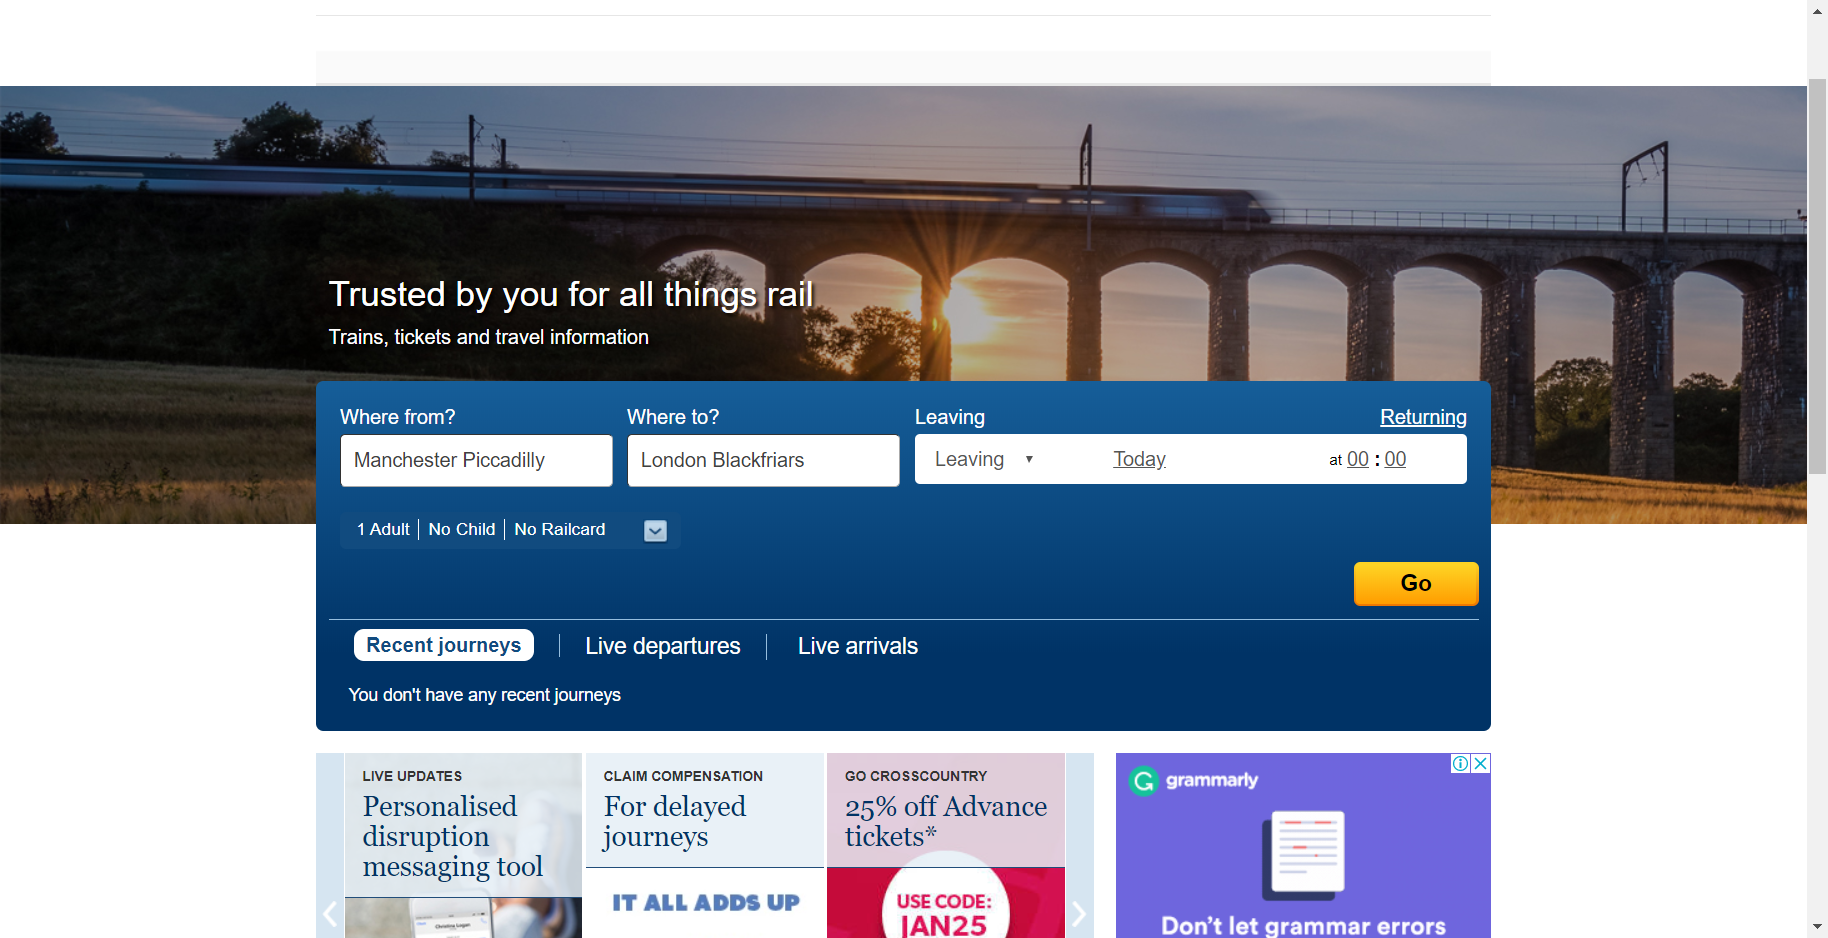 Trusted by you for all things rail
Trains, tickets and travel information
Where from?
Where to?
Leaving
Returning
Manchester Piccadilly
London Blackfriars
Leaving
Today
at 00 : 00
1 Adult
No Child
No Railcard
Go
Recent journeys
Live departures
Live arrivals
You don't have any recent journeys
LIVE UPDATES
Personalised
disruption
messaging tool
CLAIM COMPENSATION
For delayed
journeys
IT ALL ADDS UP
GO CROSSCOUNTRY
25% off Advance
tickets*
USE CODE:
JAN25
grammarly
Don't let grammar errors